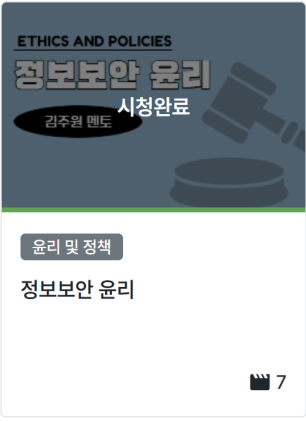 ETHICS AND POLICIES
정보보안 윤리
시청완료
김주원 멘토
윤리 및 정책
정보보안 윤리
7